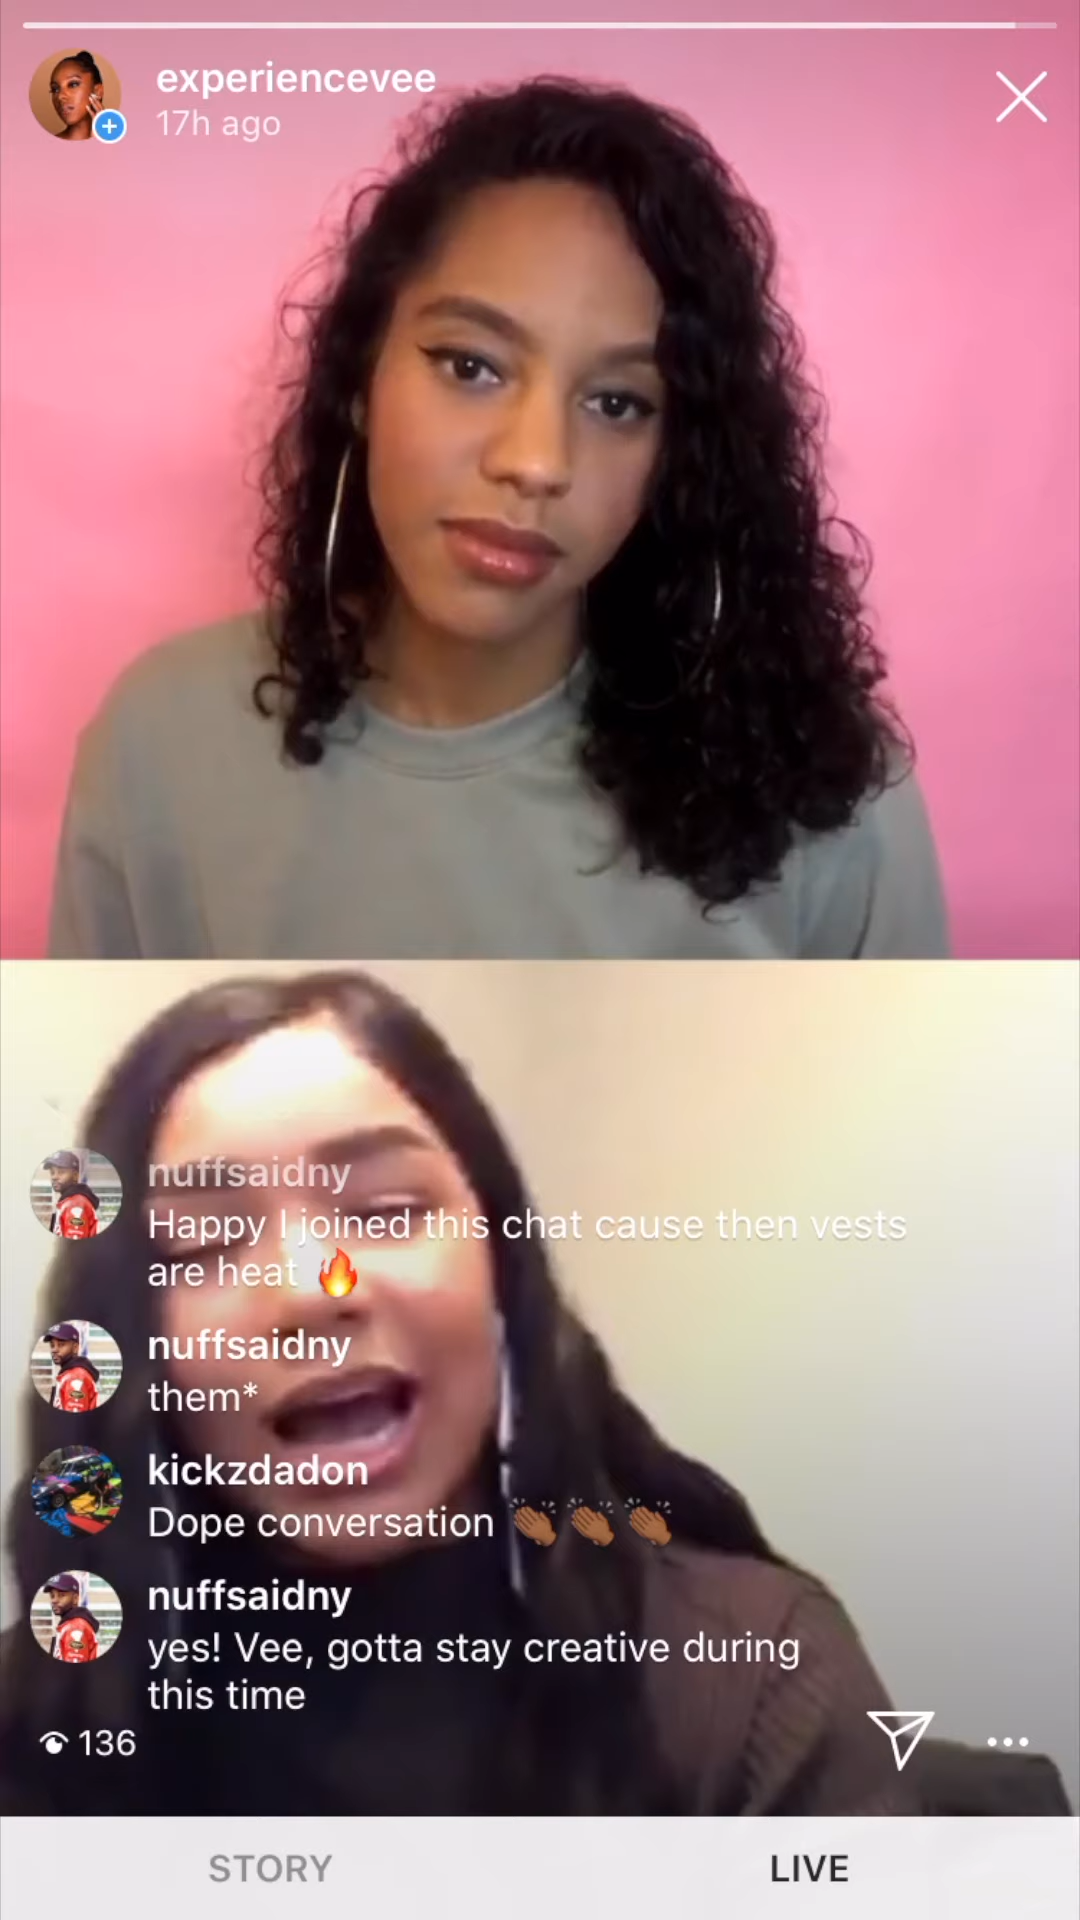 experiencevee
17h ago
nuffsaidny
Happy I joined this chat cause then vests
are heat 🔥
nuffsaidny
them*
kickzdadon
Dope conversation 👏🏾👏🏾👏🏾
nuffsaidny
yes! Vee, gotta stay creative during
this time
136
STORY
LIVE